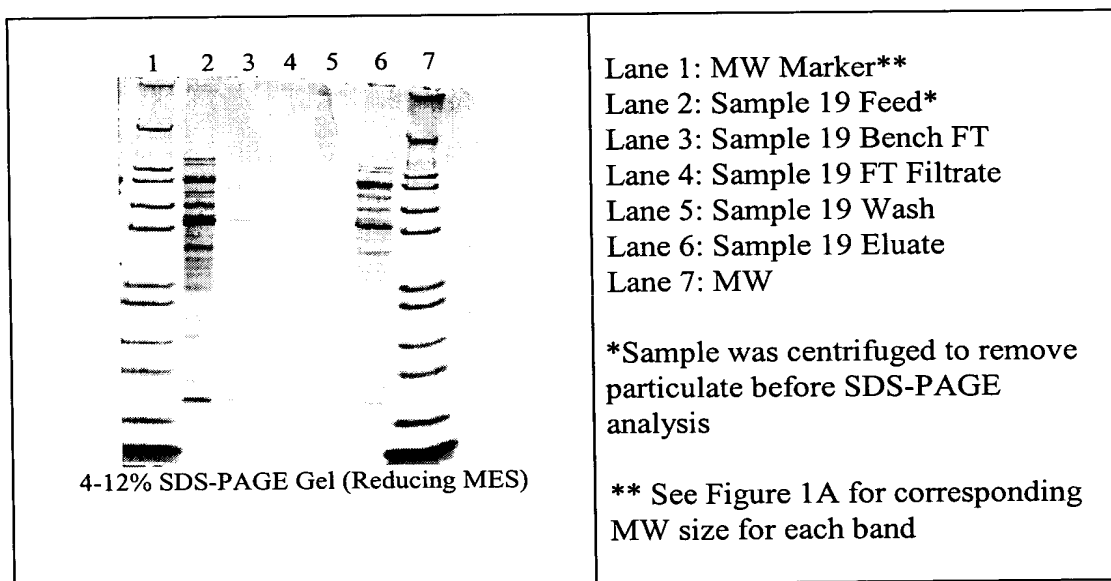 1 2 3 4 5 6 7
4-12% SDS-PAGE Gel (Reducing MES)
Lane 1: MW Marker**
Lane 2: Sample 19 Feed*
Lane 3: Sample 19 Bench FT
Lane 4: Sample 19 FT Filtrate
Lane 5: Sample 19 Wash
Lane 6: Sample 19 Eluate
Lane 7: MW
*Sample was centrifuged to remove
particulate before SDS-PAGE
analysis
** See Figure 1A for corresponding
MW size for each band